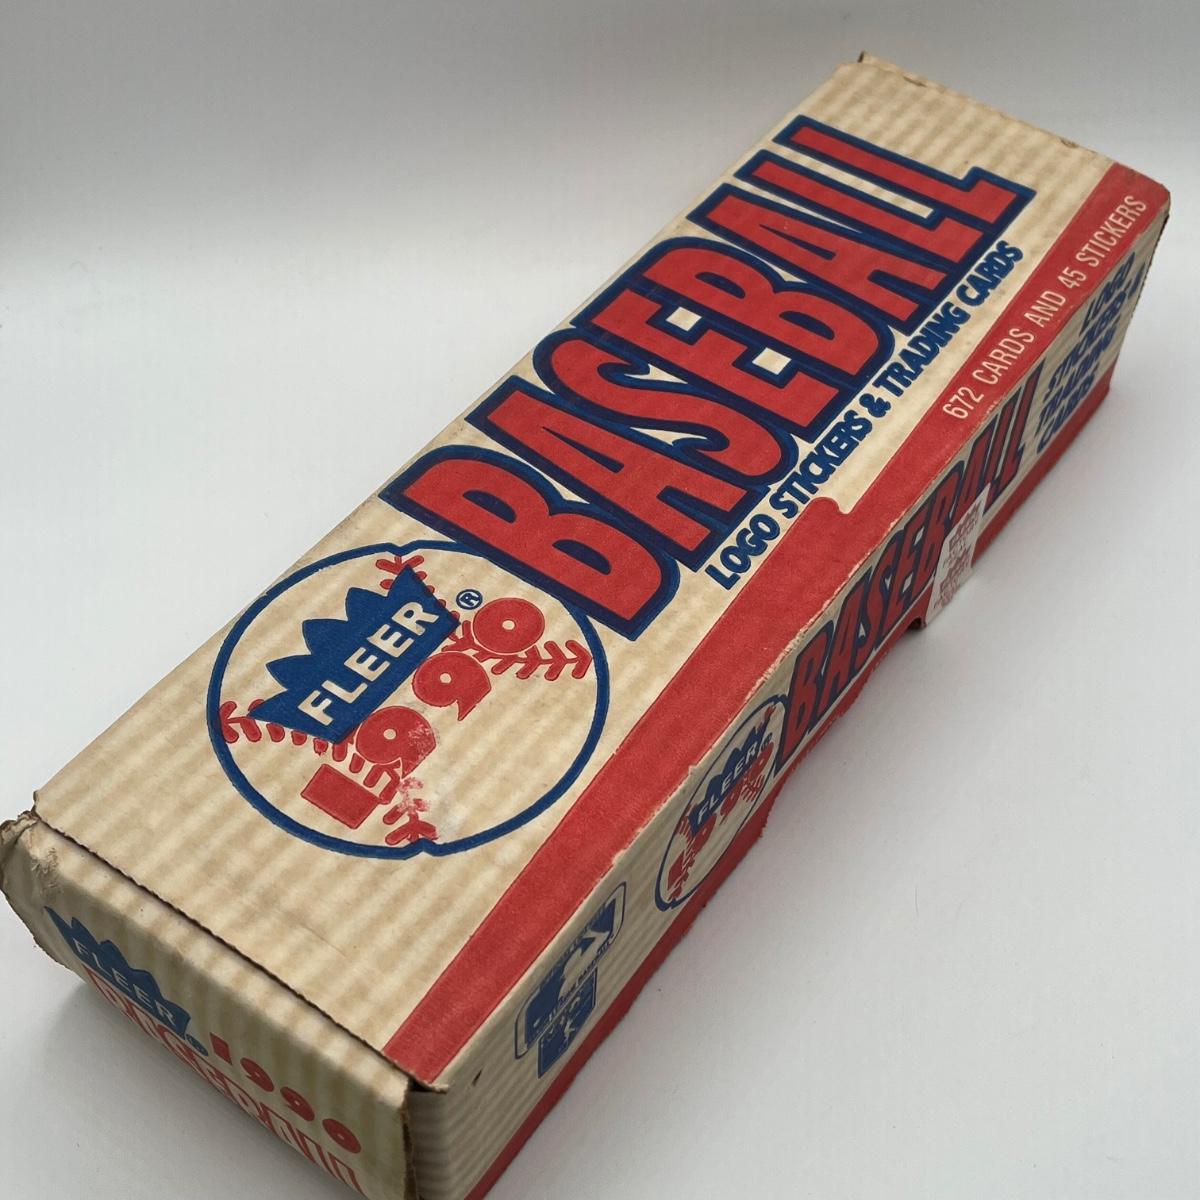 BASEBALL
LOGO STICKERS & TRADING CARDS
FLEER®
1990
672 CARDS AND 45 STICKERS
BASEBALL
LOGO
STICKERS &
TRADING
CARDS
FLEER
1990
FLEER
1990
BASEBALL